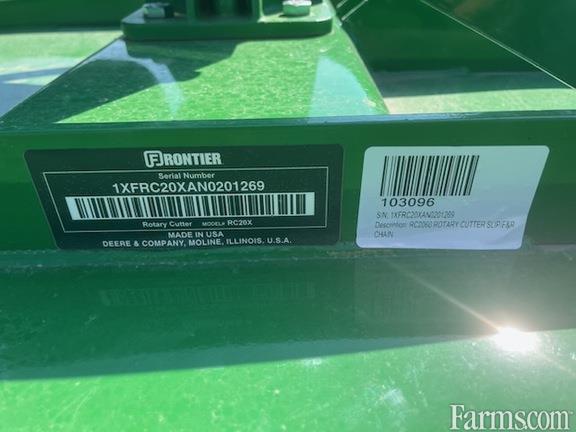 FRONTIER
Serial Number
1XFRC20XAN0201269
Rotary Cutter MODEL# RC20X
MADE IN USA
DEERE & COMPANY, MOLINE, ILLINOIS, U.S.A.
103096
S/N: 1XFRC20XAN0201269
Description: RC2060 ROTARY CUTTER SLIP/F&R
CHAIN
Farms.com